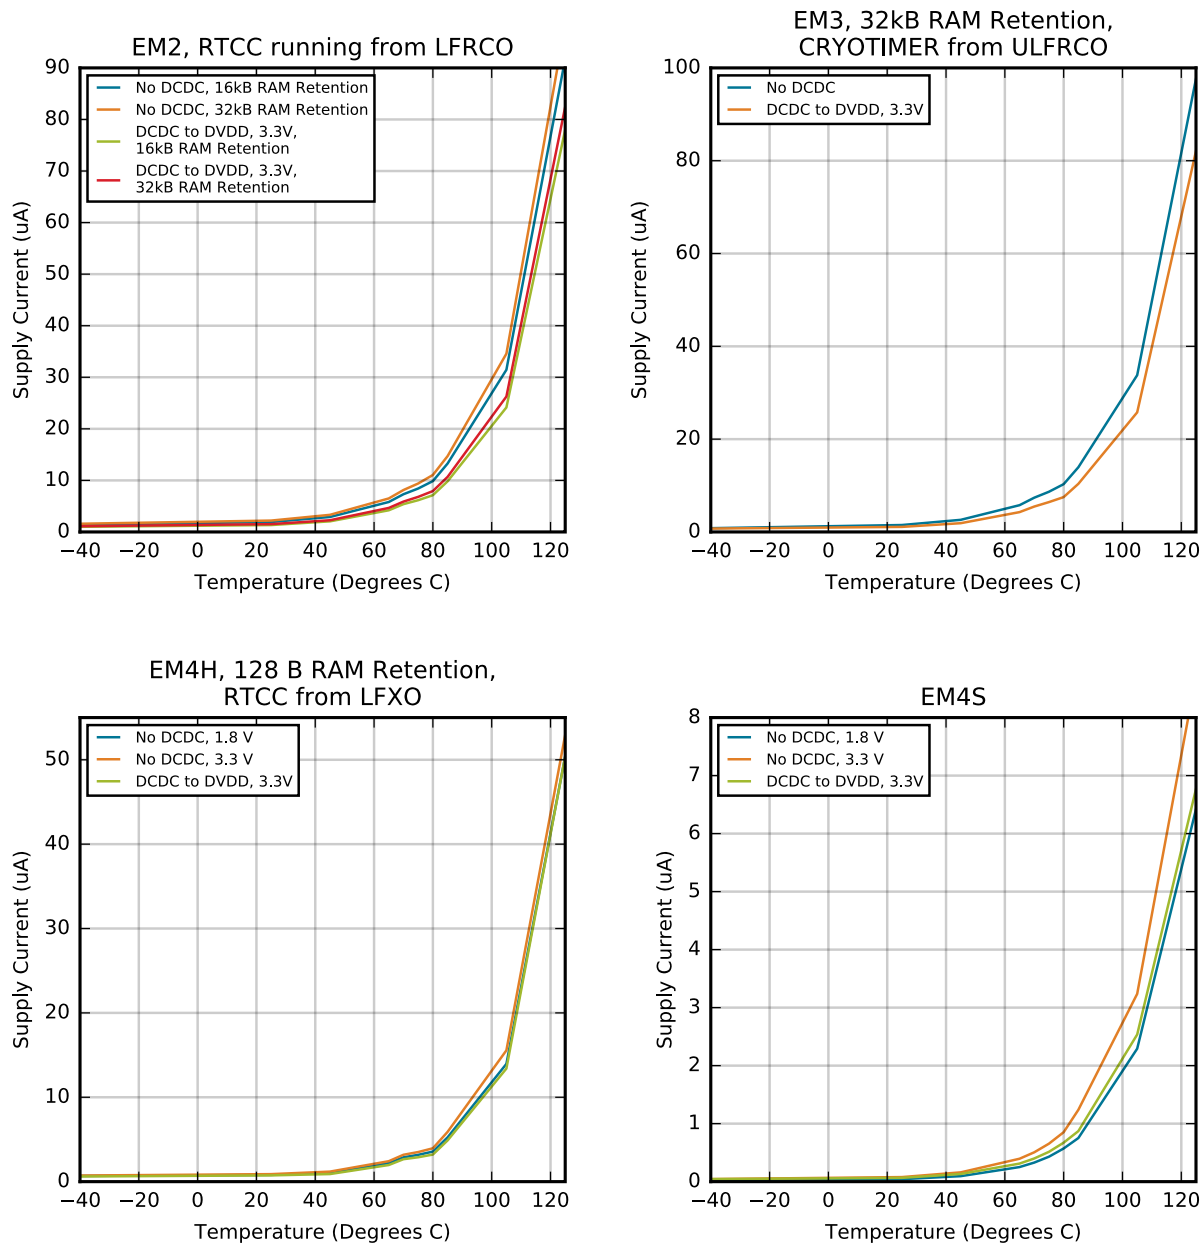 EM2, RTCC running from LFRCO
90
80
70
60
50
40
30
20
10
0
Supply Current (uA)
No DCDC, 16kB RAM Retention
No DCDC, 32kB RAM Retention
DCDC to DVDD, 3.3V,
16kB RAM Retention
DCDC to DVDD, 3.3V,
32kB RAM Retention
−40 −20 0 20 40 60 80 100 120
Temperature (Degrees C)
EM3, 32kB RAM Retention,
CRYOTIMER from ULFRCO
100
80
60
40
20
0
Supply Current (uA)
No DCDC
DCDC to DVDD, 3.3V
−40 −20 0 20 40 60 80 100 120
Temperature (Degrees C)
EM4H, 128 B RAM Retention,
RTCC from LFXO
50
40
30
20
10
0
Supply Current (uA)
No DCDC, 1.8 V
No DCDC, 3.3 V
DCDC to DVDD, 3.3V
−40 −20 0 20 40 60 80 100 120
Temperature (Degrees C)
EM4S
8
7
6
5
4
3
2
1
0
Supply Current (uA)
No DCDC, 1.8 V
No DCDC, 3.3 V
DCDC to DVDD, 3.3V
−40 −20 0 20 40 60 80 100 120
Temperature (Degrees C)